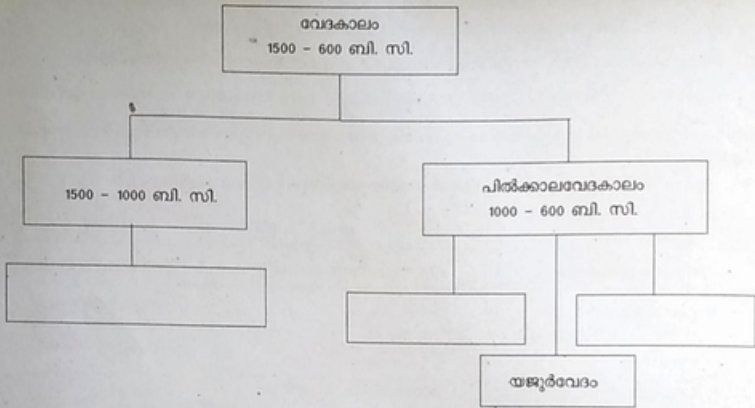 വേദകാലം
1500 - 600 ബി. സി.
1500 - 1000 ബി. സി.
പിൽക്കാലവേദകാലം
1000 - 600 ബി. സി.
യജുർവേദം